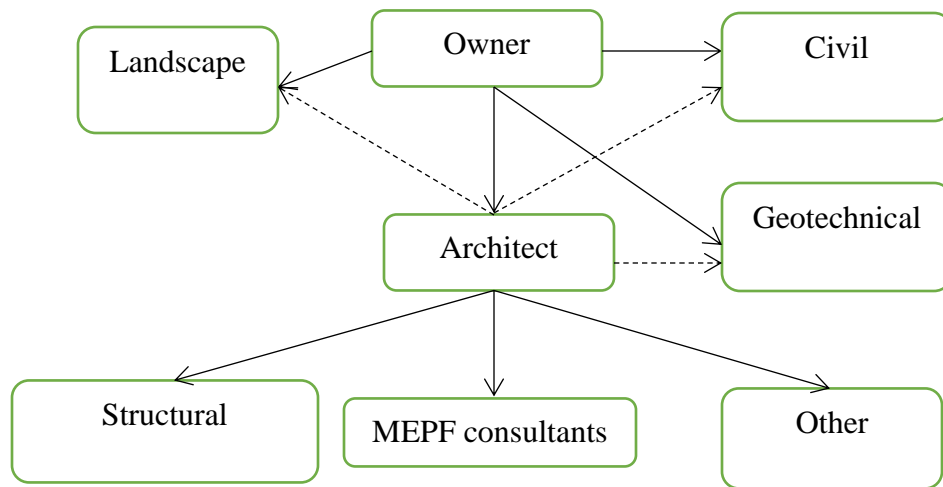 Landscape
Owner
Civil
Architect
Geotechnical
Structural
MEPF consultants
Other